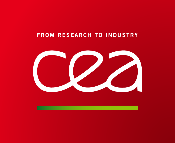 FROM RESEARCH TO INDUSTRY
cea